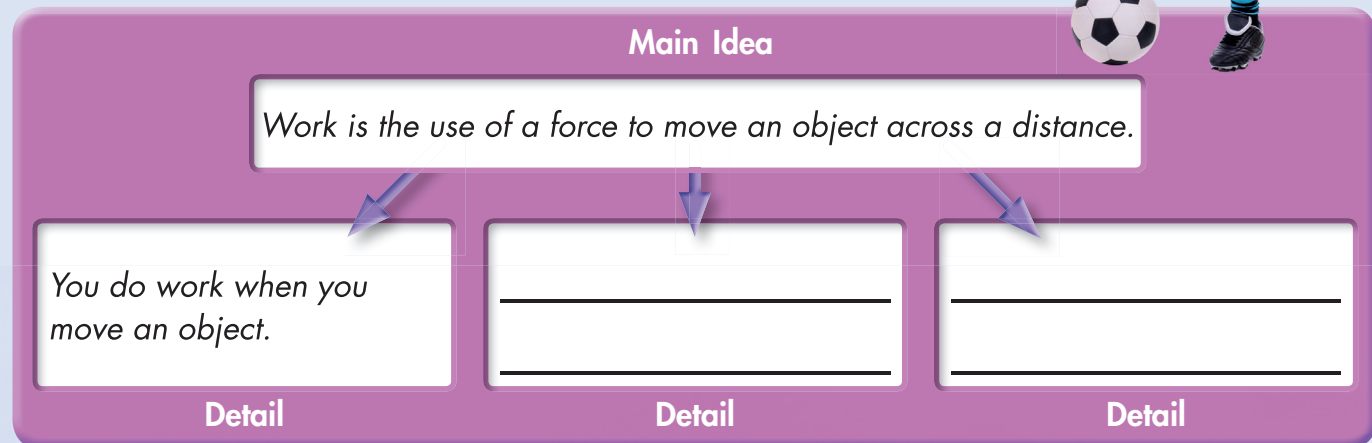 Main Idea
Work is the use of a force to move an object across a distance.
You do work when you
move an object.
Detail
Detail
Detail